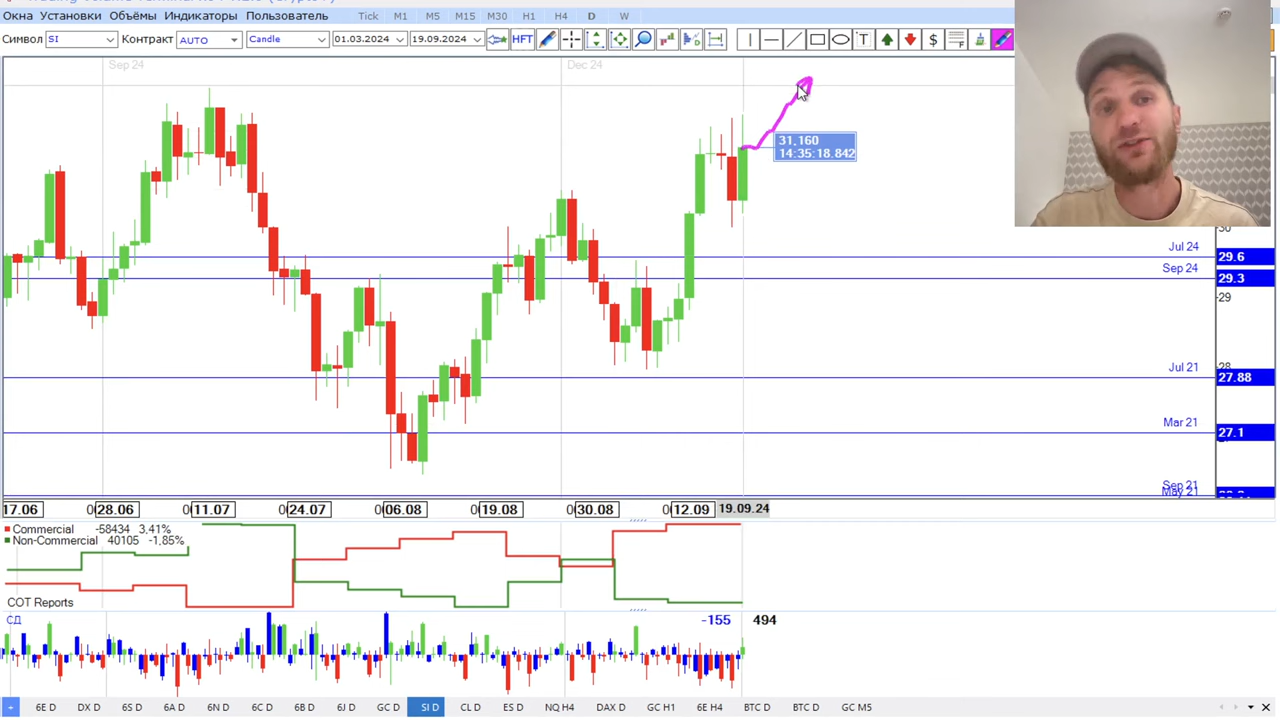 Окна Установки Объёмы Индикаторы Пользователь Tick M1 M5 M15 M30 H1 H4 D W
Символ SI Контракт AUTO Candle 01.03.2024 19.09.2024 HFT T $ F
Sep 24 Dec 24
31,160
14:35:18.842
30
Jul 24 29.6
Sep 24 29.3
29
28
Jul 21 27.88
Mar 21 27.1
Sep 21
May 21
17.06 28.06 11.07 24.07 06.08 19.08 30.08 12.09 19.09.24
Commercial -58434 3,41%
Non-Commercial 40105 -1,85%
COT Reports
СД -155 494
6E D DX D 6S D 6A D 6N D 6C D 6B D 6J D GC D SI D CL D ES D NQ H4 DAX D GC H1 6E H4 BTC D BTC D GC M5